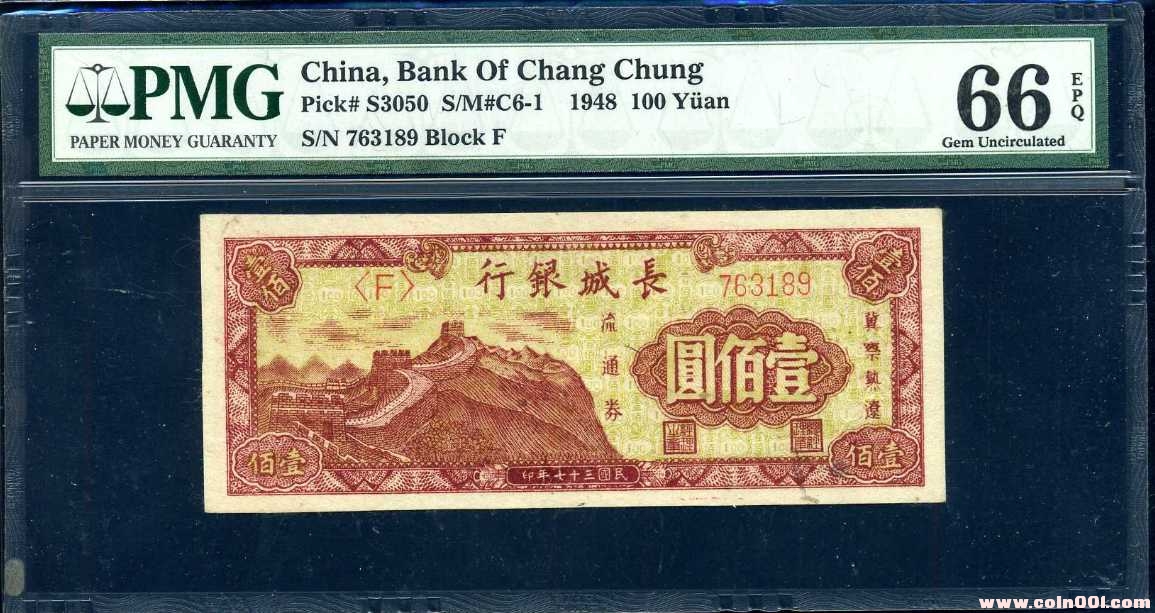 PMG
PAPER MONEY GUARANTY
China, Bank Of Chang Chung
Pick# S3050 S/M#C6-1 1948 100 Yüan
S/N 763189 Block F
66
EPQ
Gem Uncirculated
壹佰
〈F〉
長城銀行
763189
壹佰
流通券
壹佰圓
冀察熱遼
壹佰
民國三十七年印
壹佰
www.coin001.com